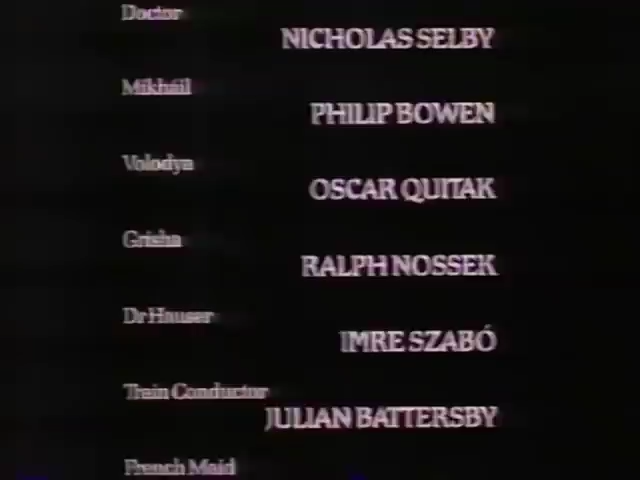 Doctor
NICHOLAS SELBY
Mikháil
PHILIP BOWEN
Volodya
OSCAR QUITAK
Grisha
RALPH NOSSEK
Dr Hauser
IMRE SZABÓ
Train Conductor
JULIAN BATTERSBY
French Maid